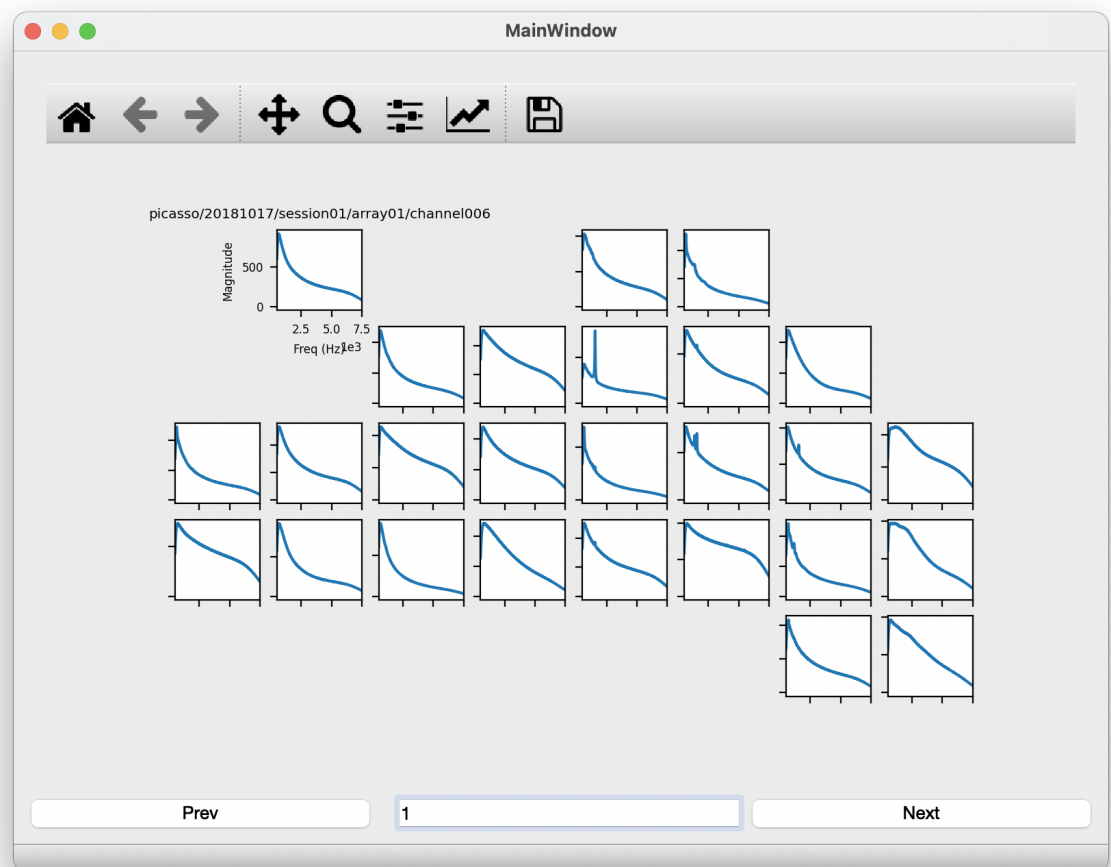 MainWindow
picasso/20181017/session01/array01/channel006
Magnitude
500
0
2.5 5.0 7.5
Freq (Hz)
1e3
Prev
1
Next